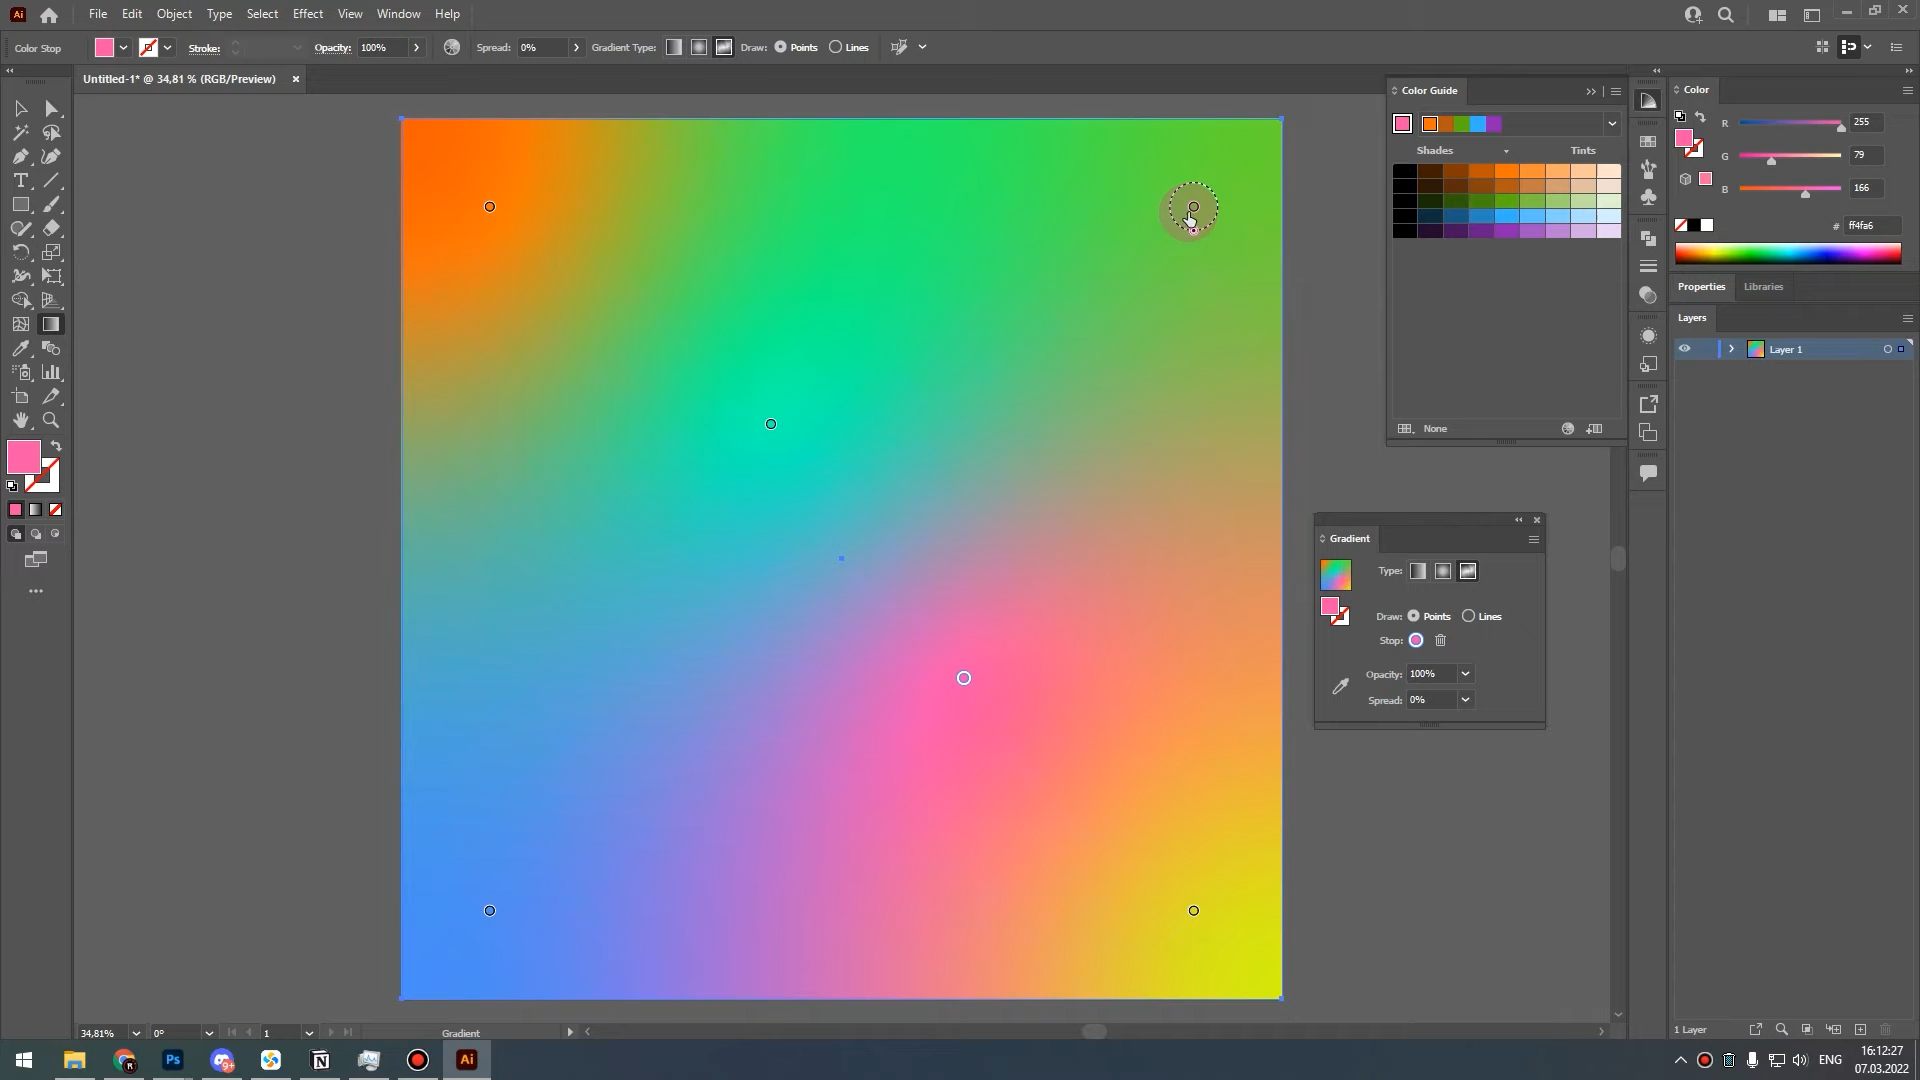 Ai File Edit Object Type Select Effect View Window Help
Color Stop Stroke: Opacity: 100% Spread: 0% Gradient Type: Draw: Points Lines
Untitled-1* @ 34,81 % (RGB/Preview)
Color Guide
Shades Tints
None
Color
R 255
G 79
B 166
# ff4fa6
Properties Libraries
Layers
Layer 1
Gradient
Type:
Draw: Points Lines
Stop:
Opacity: 100%
Spread: 0%
34,81% 0° 1 Gradient
1 Layer
Ps 9+ N Ai ENG
16:12:27
07.03.2022